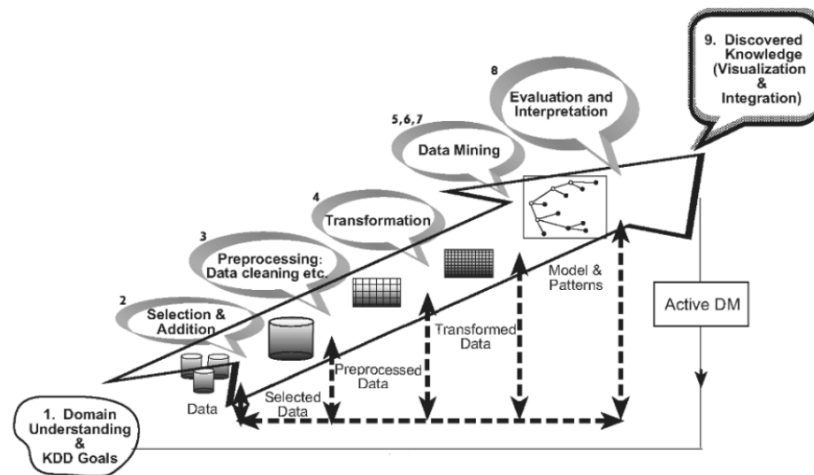 9. Discovered
Knowledge
(Visualization
&
Integration)
8
Evaluation and
Interpretation
5, 6, 7
Data Mining
4
Transformation
3
Preprocessing:
Data cleaning etc.
2
Selection &
Addition
Model &
Patterns
Active DM
Transformed
Data
Preprocessed
Data
Selected
Data
Data
1. Domain
Understanding
&
KDD Goals